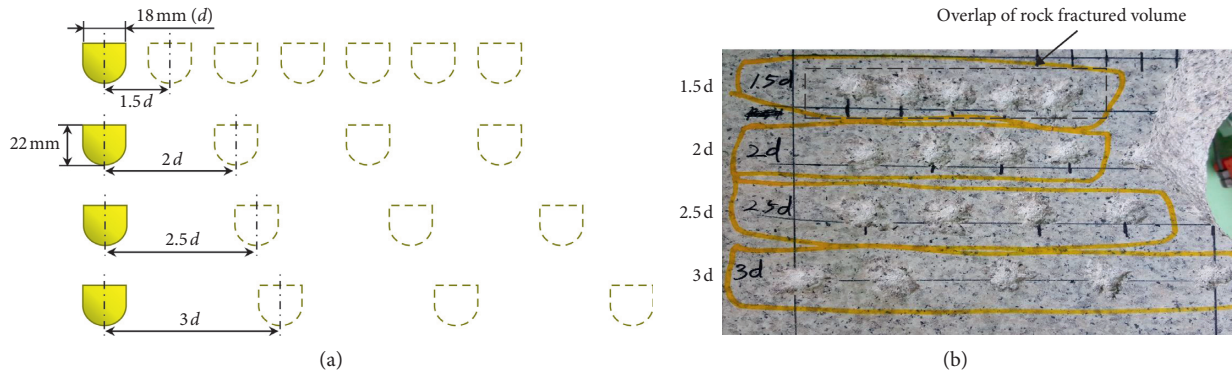 18 mm (d)
1.5 d
22 mm
2 d
2.5 d
3 d
(a)
Overlap of rock fractured volume
1.5 d
2 d
2.5 d
3 d
1.5d
2d
2.5d
3d
(b)